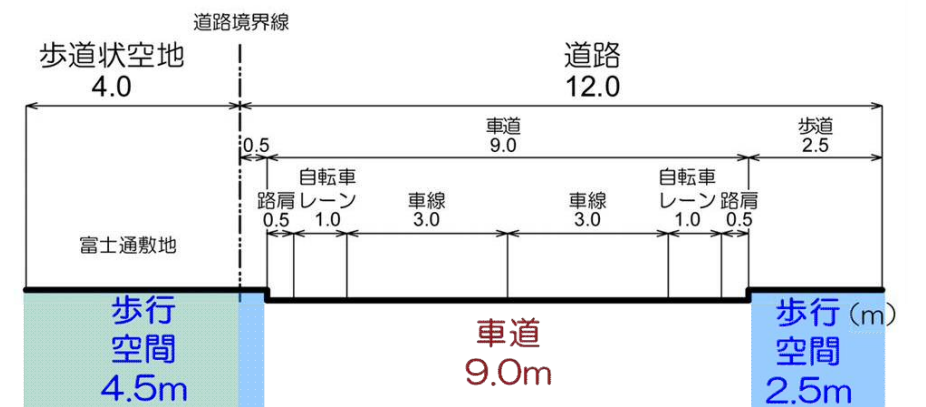 道路境界線
歩道状空地
4.0
道路
12.0
0.5
車道
9.0
歩道
2.5
路肩
0.5
自転車
レーン
1.0
車線
3.0
車線
3.0
自転車
レーン
1.0
路肩
0.5
富士通敷地
歩行
空間
4.5m
車道
9.0m
歩行
空間
2.5m
(m)